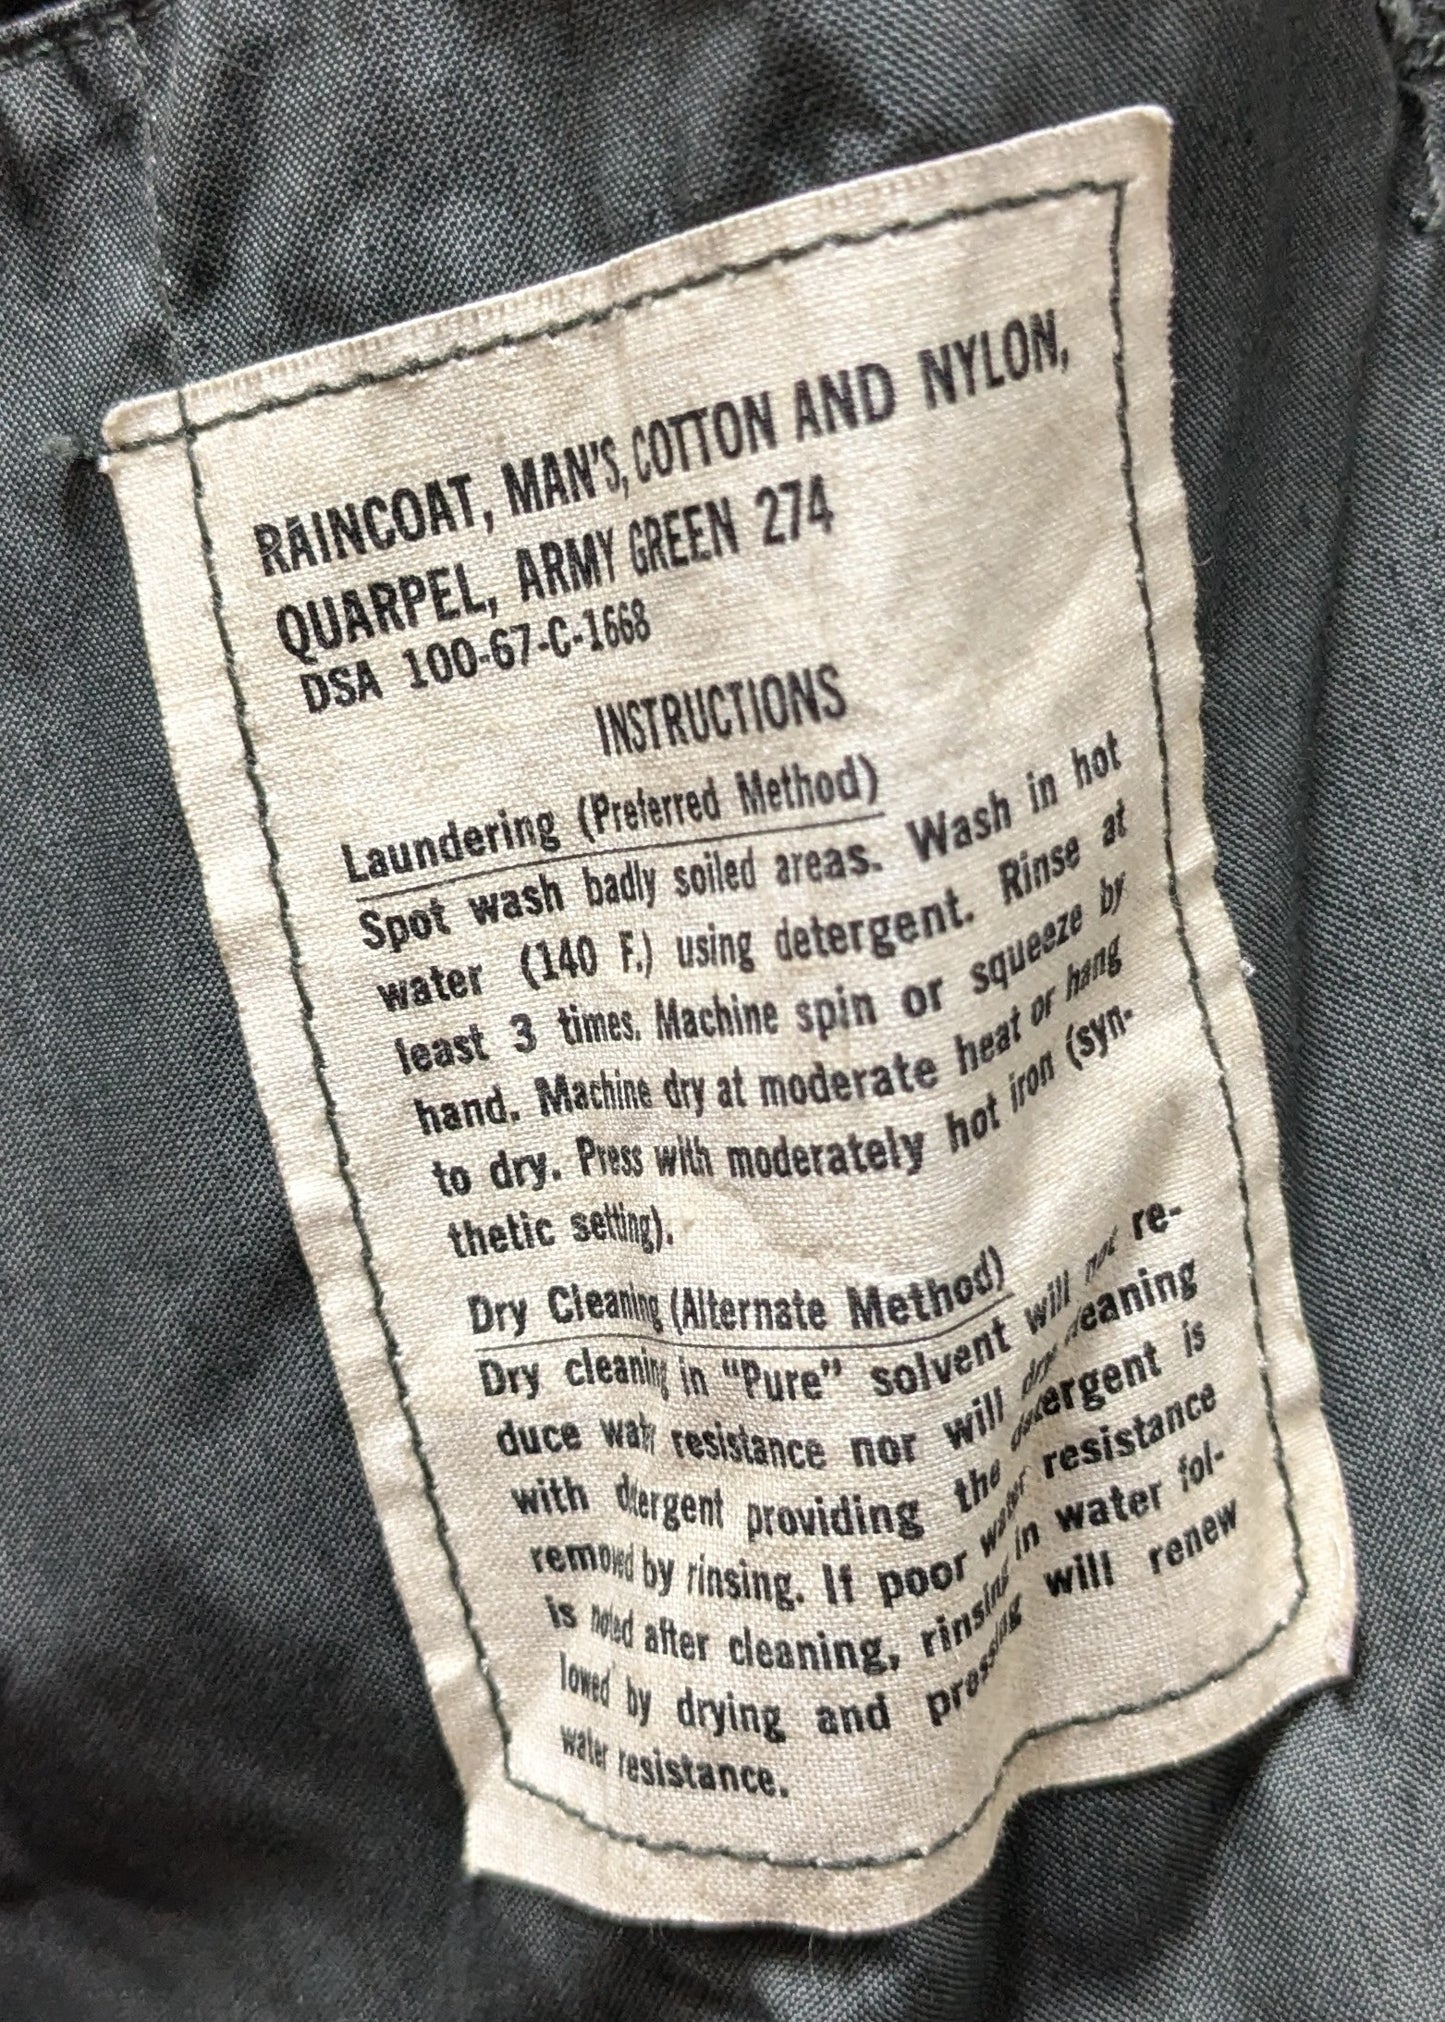 RAINCOAT, MAN'S, COTTON AND NYLON,
QUARPEL, ARMY GREEN 274
DSA 100-67-C-1668
INSTRUCTIONS
Laundering (Preferred Method)
Spot wash badly soiled areas. Wash in hot
water (140 F.) using detergent. Rinse at
least 3 times. Machine spin or squeeze by
hand. Machine dry at moderate heat or hang
to dry. Press with moderately hot iron (syn-
thetic setting).
Dry Cleaning (Alternate Method)
Dry cleaning in "Pure" solvent will not re-
duce water resistance nor will dry cleaning
with detergent providing the detergent is
removed by rinsing. If poor water resistance
is noted after cleaning, rinsing in water fol-
lowed by drying and pressing will renew
water resistance.